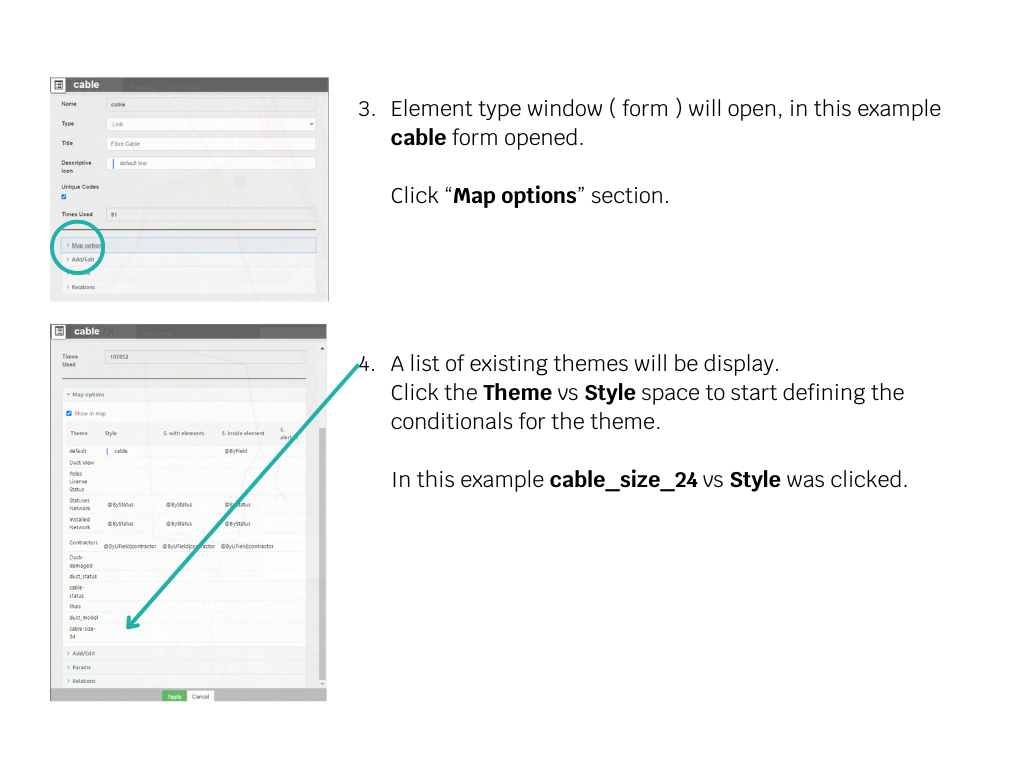 cable
Name
cable
Type
Link
Title
Fibre Cable
Descriptive
Icon
default line
Unique Codes
Times Used
91
Map option
Add/Edit
Relations
3. Element type window ( form ) will open, in this example
cable form opened.
Click “Map options” section.
cable
Times
Used
107052
Map options
Show in map
Theme Style S. with elements S. inside element S.
default cable @ByField
Duct View
Poles
License
Status
Statuses
Network @ByStatus @ByStatus @ByStatus
Installed
Network @ByStatus @ByStatus @ByStatus
Contractors @ByUField|contractor @ByUField|contractor @ByUField|contractor
Duck-
damaged
duct_status
cable-
status
thais
duct_model
cable-size-
24
Add/Edit
Params
Relations
Apply Cancel
4. A list of existing themes will be display.
Click the Theme vs Style space to start defining the
conditionals for the theme.
In this example cable_size_24 vs Style was clicked.